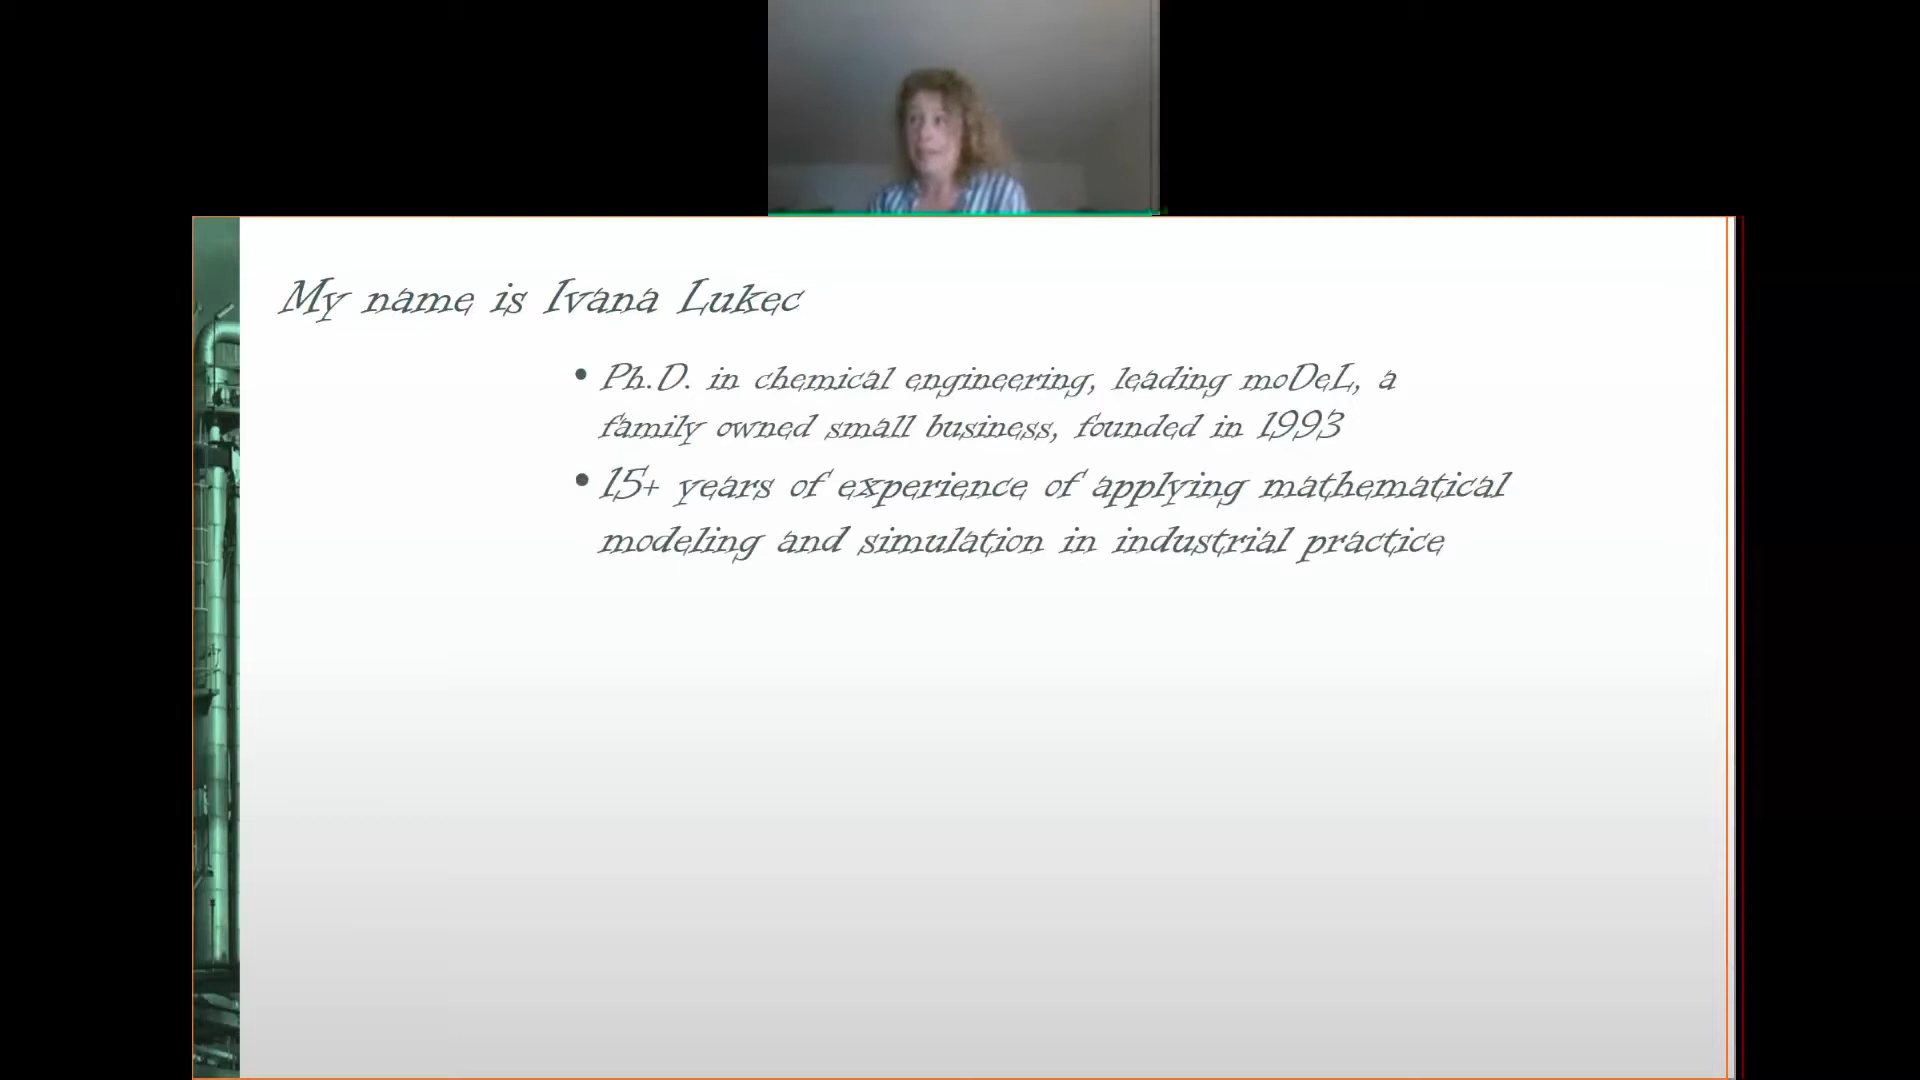 My name is Ivana Lukec
• Ph.D. in chemical engineering, leading moDeL, a
family owned small business, founded in 1993
• 15+ years of experience of applying mathematical
modeling and simulation in industrial practice